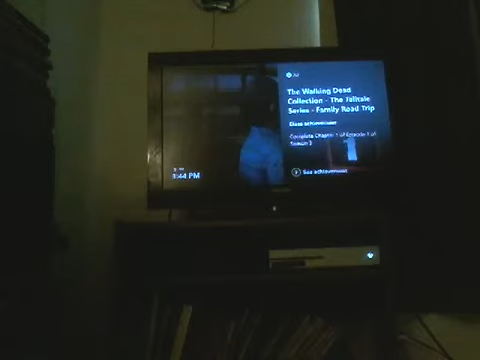 The Walking Dead
Collection - The Telltale
Series - Family Road Trip
Complete Chapter 1 of Episode 1 of
Season 3
See achievement
1:44 PM